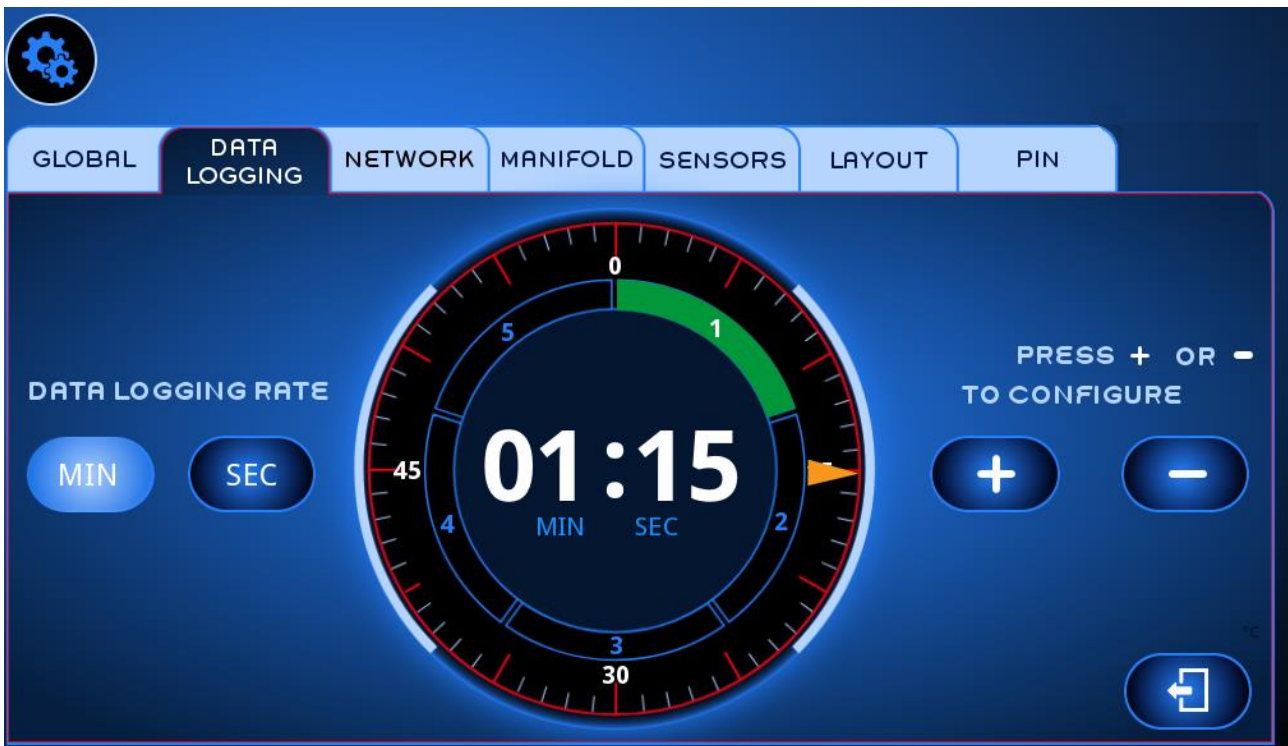 GLOBAL
DATA
LOGGING
NETWORK
MANIFOLD
SENSORS
LAYOUT
PIN
0
1
5
PRESS + OR -
TO CONFIGURE
DATA LOGGING RATE
MIN
SEC
45
01:15
MIN
SEC
4
2
3
30
+
-
°C